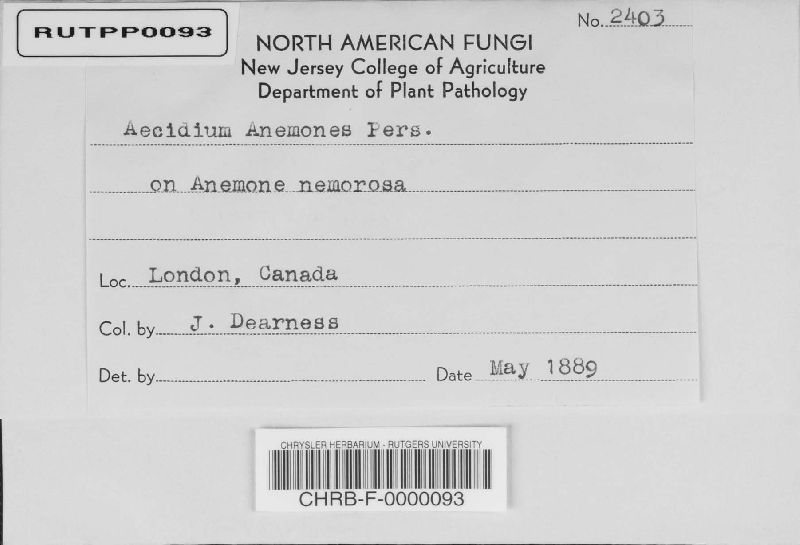 RUTPP0093
No. 2403
NORTH AMERICAN FUNGI
New Jersey College of Agriculture
Department of Plant Pathology
Aecidium Anemones Pers.
on Anemone nemorosa
Loc. London, Canada
Col. by J. Dearness
Det. by
Date May 1889
CHRYSLER HERBARIUM - RUTGERS UNIVERSITY
CHRB-F-0000093